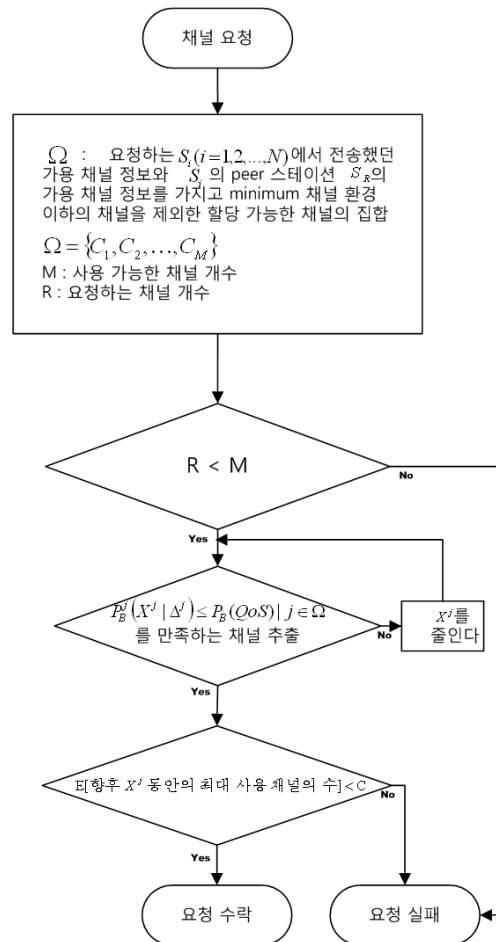 채널 요청
Ω : 요청하는 S_i(i=1,2,...,N)에서 전송했던
가용 채널 정보와 S_i 의 peer 스테이션 S_R의
가용 채널 정보를 가지고 minimum 채널 환경
이하의 채널을 제외한 할당 가능한 채널의 집합
Ω = {C_1, C_2, ..., C_M}
M : 사용 가능한 채널 개수
R : 요청하는 채널 개수
R < M
No
Yes
P_B^j(X^j | Δ^j) ≤ P_B(QoS) | j ∈ Ω
를 만족하는 채널 추출
No
X^j를
줄인다
Yes
E[향후 X^j 동안의 최대 사용 채널의 수] < C
No
Yes
요청 수락
요청 실패